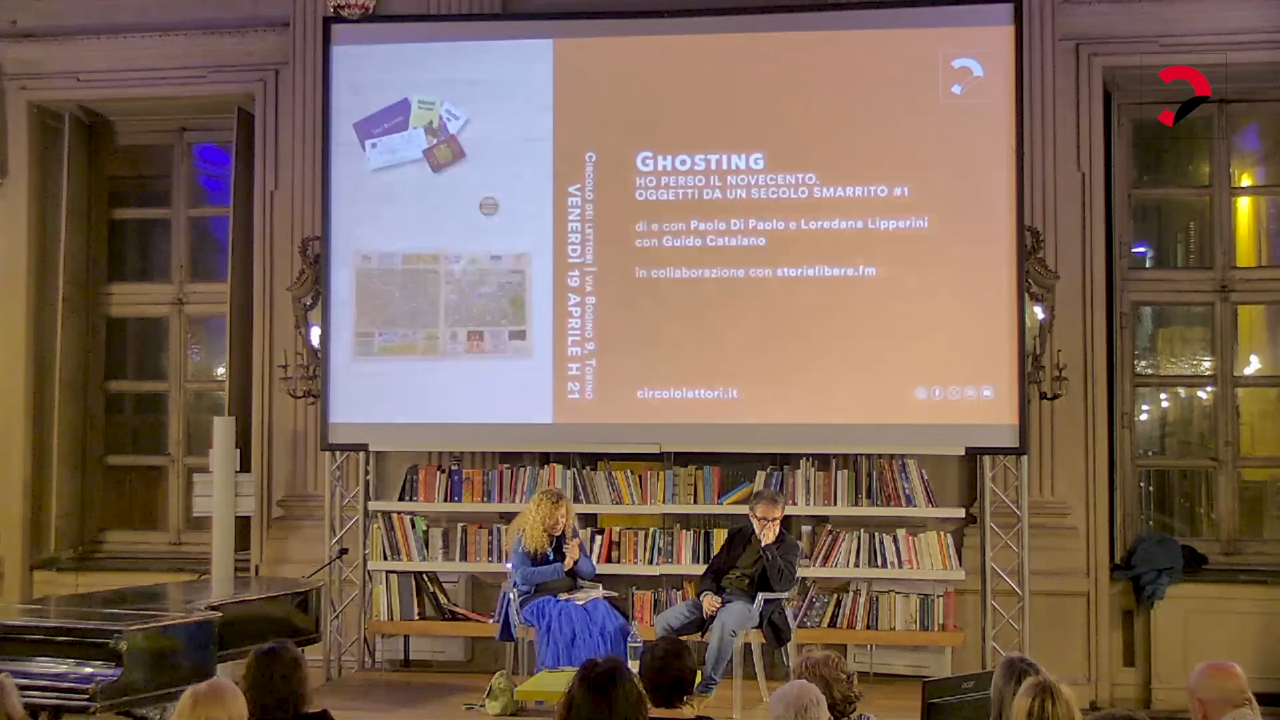 GHOSTING
HO PERSO IL NOVECENTO.
OGGETTI DA UN SECOLO SMARRITO #1
di e con Paolo Di Paolo e Loredana Lipperini
con Guido Catalano
in collaborazione con storielibere.fm
circololettori.it
CIRCOLO DEI LETTORI | VIA BOGINO 9, TORINO
VENERDÌ 19 APRILE H 21
acer